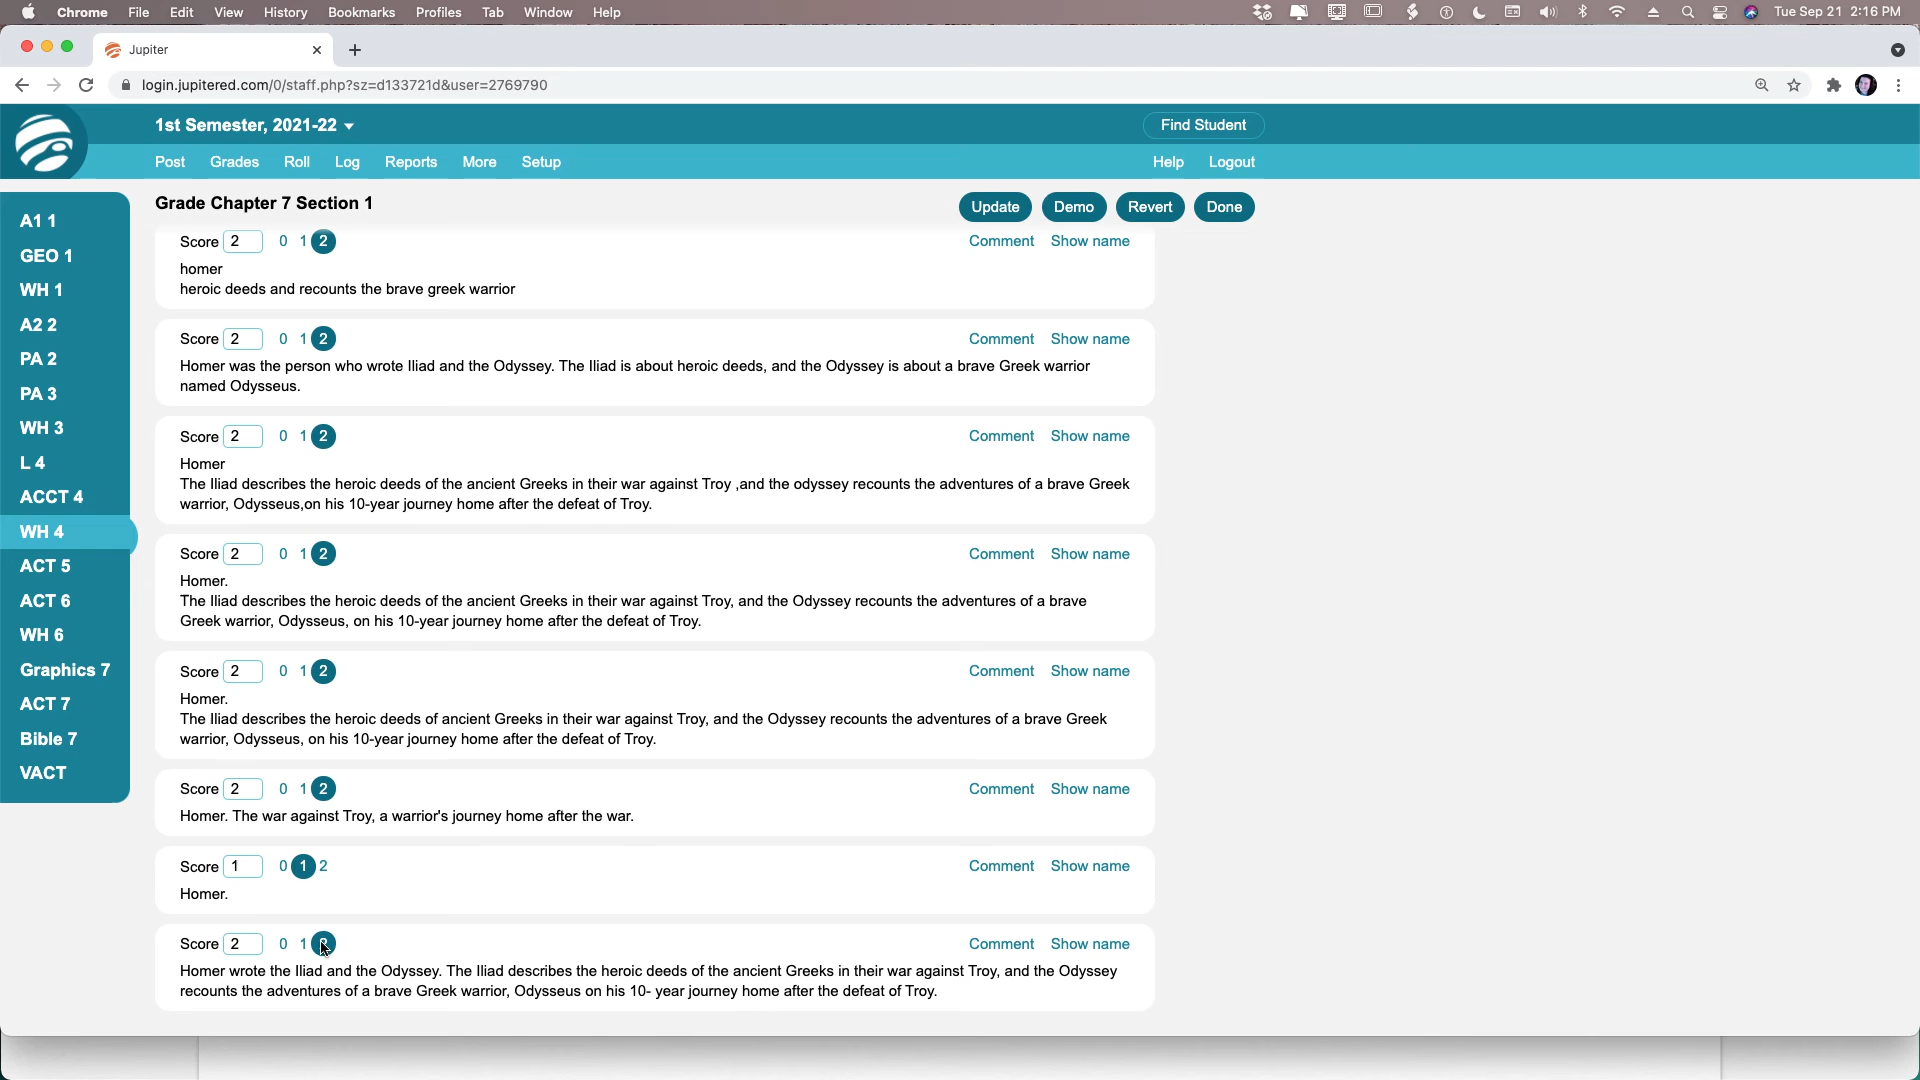 Chrome File Edit View History Bookmarks Profiles Tab Window Help Tue Sep 21 2:16 PM
Jupiter
login.jupitered.com/0/staff.php?sz=d133721d&user=2769790
1st Semester, 2021-22
Find Student
Post Grades Roll Log Reports More Setup Help Logout
Grade Chapter 7 Section 1
Update Demo Revert Done
A1 1
GEO 1
WH 1
A2 2
PA 2
PA 3
WH 3
L 4
ACCT 4
WH 4
ACT 5
ACT 6
WH 6
Graphics 7
ACT 7
Bible 7
VACT
Score 2 0 1 2 Comment Show name
homer
heroic deeds and recounts the brave greek warrior
Score 2 0 1 2 Comment Show name
Homer was the person who wrote Iliad and the Odyssey. The Iliad is about heroic deeds, and the Odyssey is about a brave Greek warrior
named Odysseus.
Score 2 0 1 2 Comment Show name
Homer
The Iliad describes the heroic deeds of the ancient Greeks in their war against Troy ,and the odyssey recounts the adventures of a brave Greek
warrior, Odysseus,on his 10-year journey home after the defeat of Troy.
Score 2 0 1 2 Comment Show name
Homer.
The Iliad describes the heroic deeds of the ancient Greeks in their war against Troy, and the Odyssey recounts the adventures of a brave
Greek warrior, Odysseus, on his 10-year journey home after the defeat of Troy.
Score 2 0 1 2 Comment Show name
Homer.
The Iliad describes the heroic deeds of ancient Greeks in their war against Troy, and the Odyssey recounts the adventures of a brave Greek
warrior, Odysseus, on his 10-year journey home after the defeat of Troy.
Score 2 0 1 2 Comment Show name
Homer. The war against Troy, a warrior's journey home after the war.
Score 1 0 1 2 Comment Show name
Homer.
Score 2 0 1 2 Comment Show name
Homer wrote the Iliad and the Odyssey. The Iliad describes the heroic deeds of the ancient Greeks in their war against Troy, and the Odyssey
recounts the adventures of a brave Greek warrior, Odysseus on his 10- year journey home after the defeat of Troy.